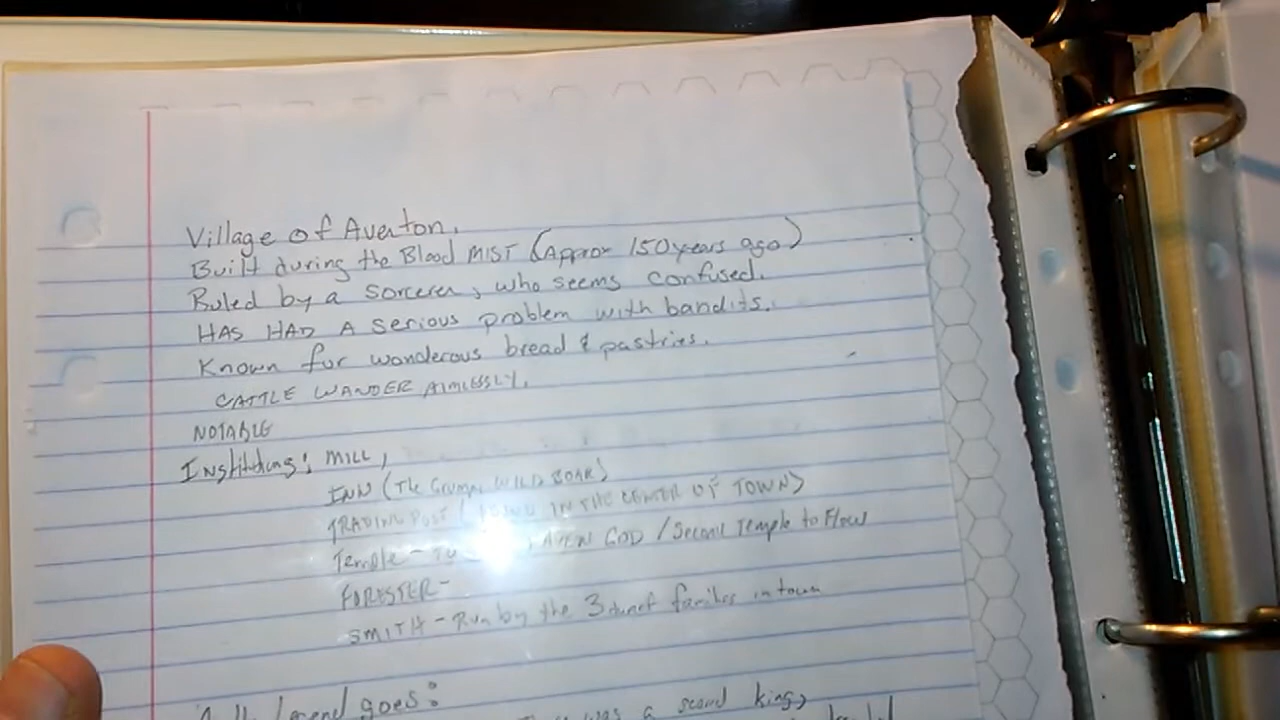 Village of Averton.
Built during the Blood MIST (Approx 150 years ago)
Ruled by a sorcerer, who seems confused.
HAS HAD A serious problem with bandits.
Known for wonderous bread & pastries.
CATTLE WANDER AIMLESSLY.
NOTABLE
Institutions: MILL,
INN (The Grumpy WILD BOAR)
TRADING POST IN THE CENTER OF TOWN)
Temple - GOD / Second Temple to
FORESTER-
SMITH - Run by the 3 families in town
legend goes:
was a second king,